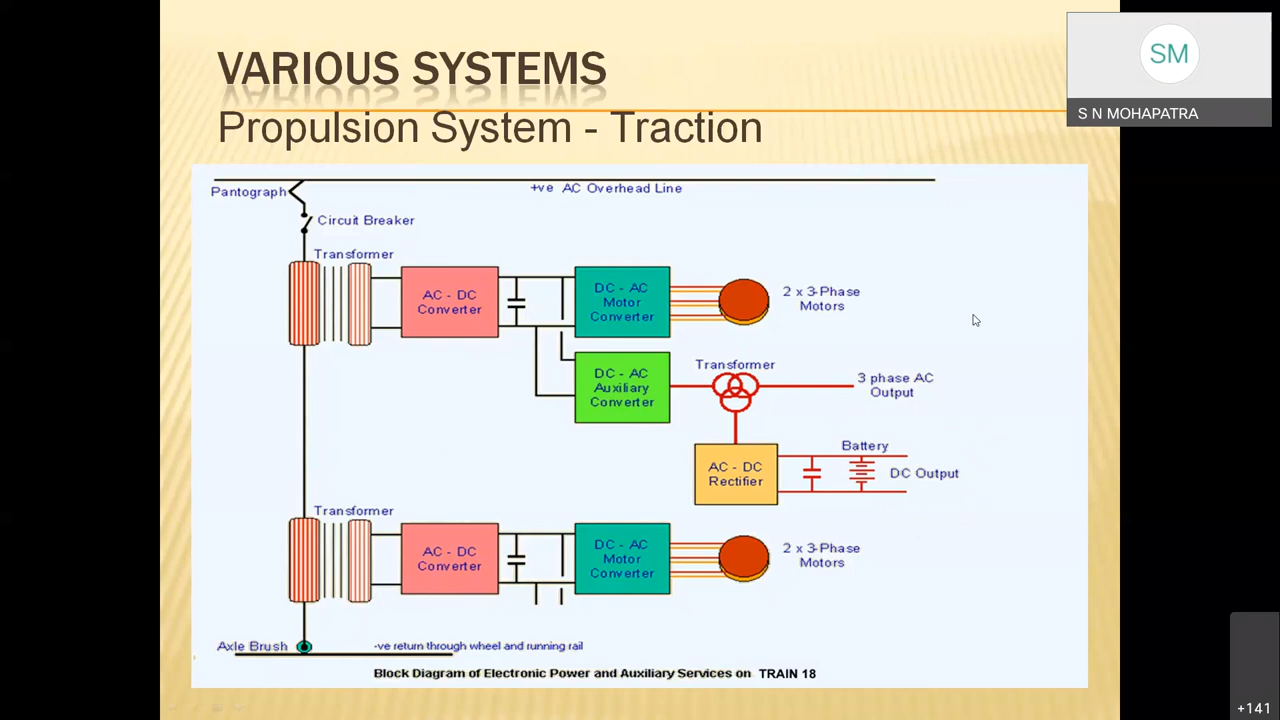 VARIOUS SYSTEMS
Propulsion System - Traction
SM
S N MOHAPATRA
Pantograph
+ve AC Overhead Line
Circuit Breaker
Transformer
AC - DC
Converter
DC - AC
Motor
Converter
2 x 3-Phase
Motors
DC - AC
Auxiliary
Converter
Transformer
3 phase AC
Output
AC - DC
Rectifier
Battery
DC Output
Transformer
AC - DC
Converter
DC - AC
Motor
Converter
2 x 3-Phase
Motors
Axle Brush
-ve return through wheel and running rail
Block Diagram of Electronic Power and Auxiliary Services on TRAIN 18
+141